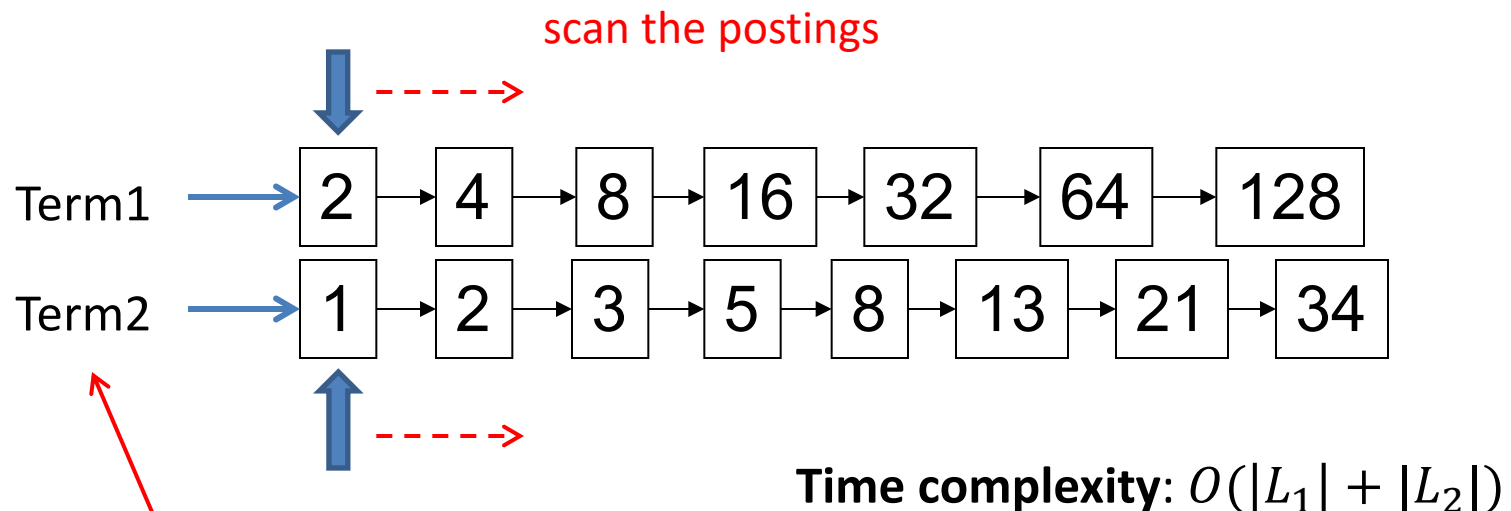 scan the postings
Term1 2 4 8 16 32 64 128
Term2 1 2 3 5 8 13 21 34
Time complexity: 𝑂(|𝐿₁| + |𝐿₂|)